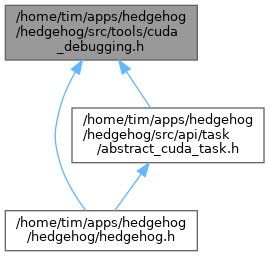 /home/tim/apps/hedgehog
/hedgehog/src/tools/cuda
_debugging.h
/home/tim/apps/hedgehog
/hedgehog/src/api/task
/abstract_cuda_task.h
/home/tim/apps/hedgehog
/hedgehog/hedgehog.h